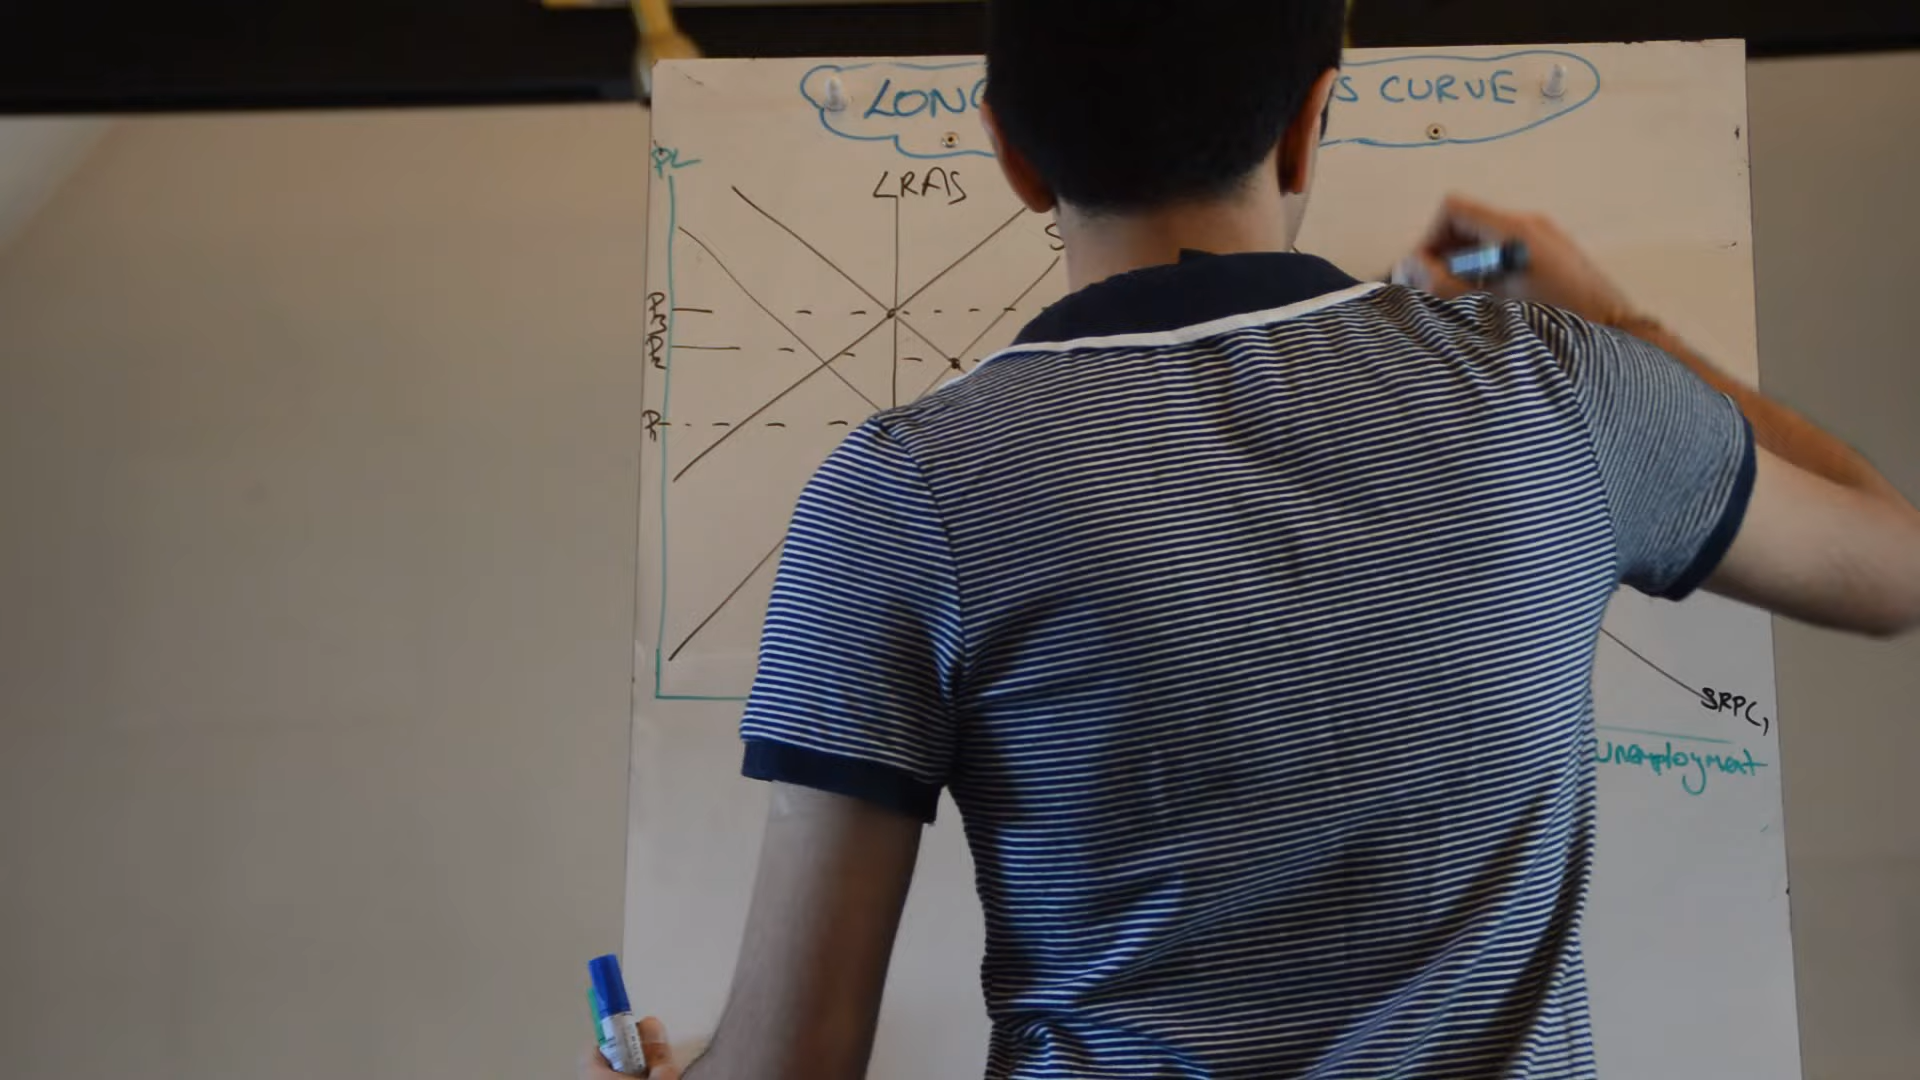 LONG S CURVE
PL
LRAS
S
P3
P2
P1
SRPC1
Unemployment